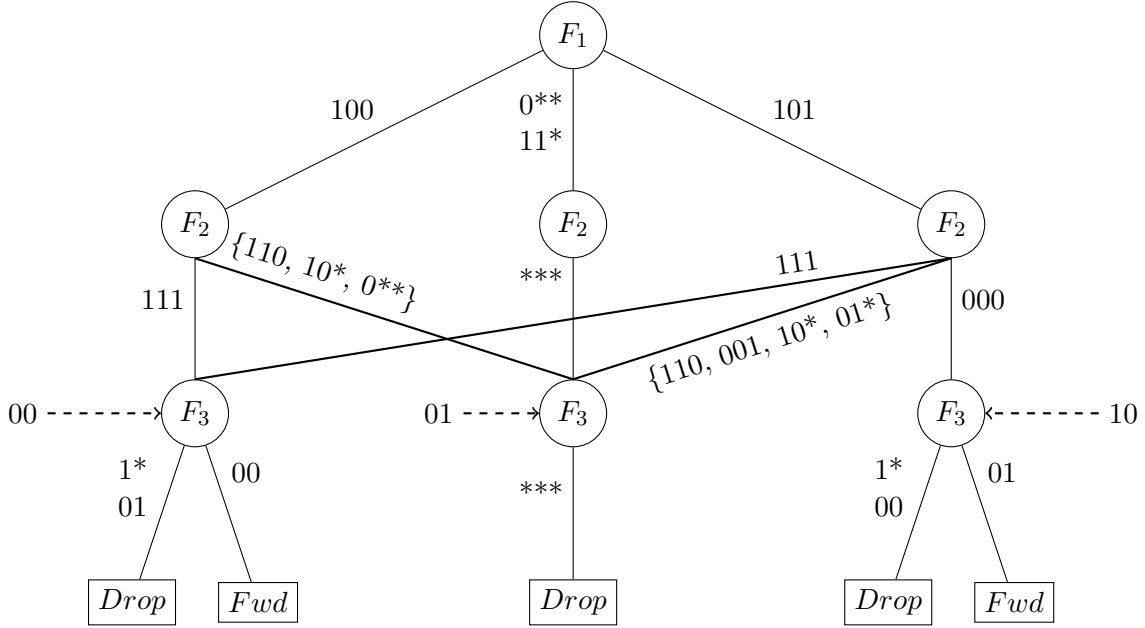 F₁
100
0**
11*
101
F₂
F₂
F₂
{110, 10*, 0**}
111
111
***
{110, 001, 10*, 01*}
000
00
F₃
01
F₃
F₃
10
1*
01
00
***
1*
00
01
Drop
Fwd
Drop
Drop
Fwd